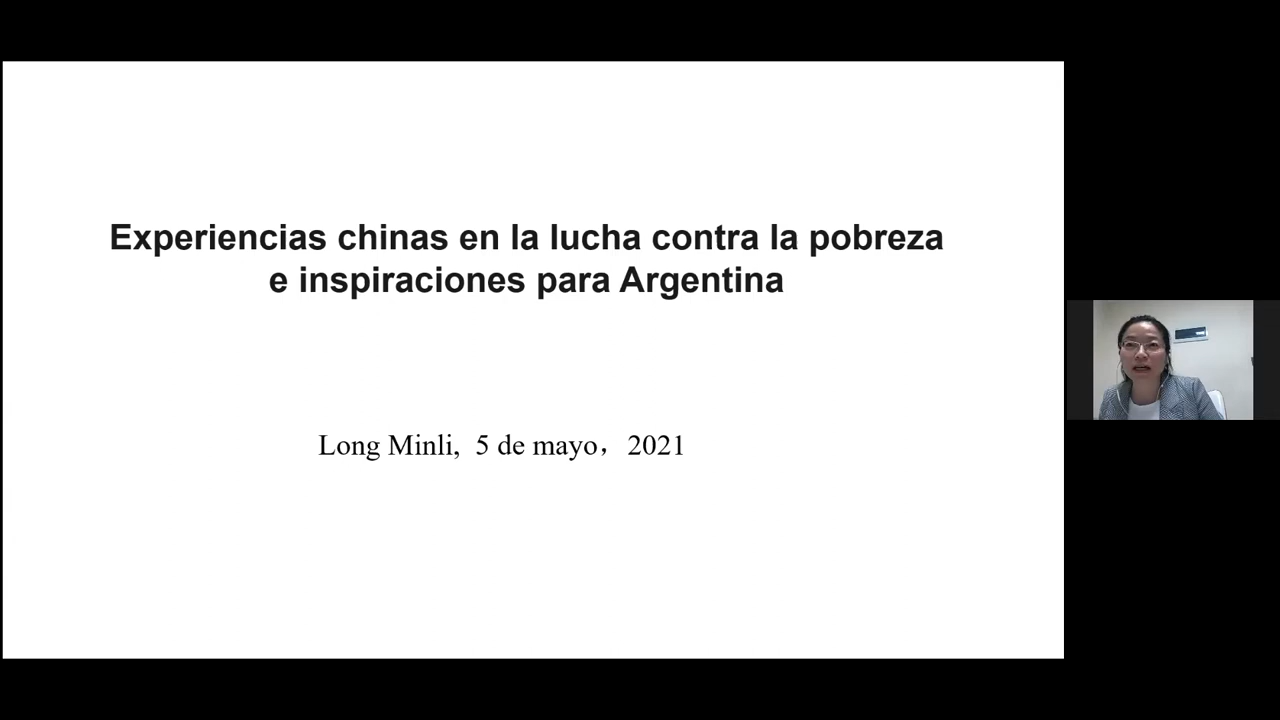 Experiencias chinas en la lucha contra la pobreza
e inspiraciones para Argentina
Long Minli, 5 de mayo，2021